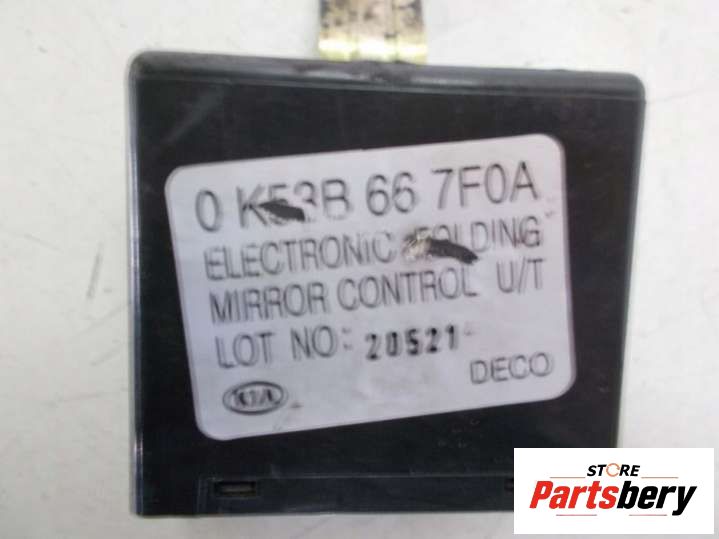 0 K53B 66 7F0A
ELECTRONIC FOLDING
MIRROR CONTROL U/T
LOT NO: 20521
DECO
KIA
STORE
Partsbery